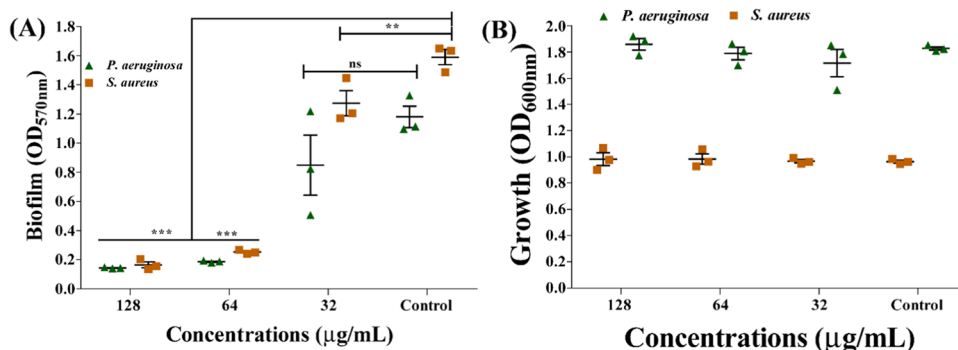 (A)
Biofilm (OD570nm)
1.8
1.6
1.4
1.2
1.0
0.8
0.6
0.4
0.2
0.0
P. aeruginosa
S. aureus
**
ns
***
***
128
64
32
Control
Concentrations (µg/mL)
(B)
P. aeruginosa
S. aureus
Growth (OD600nm)
2.0
1.8
1.6
1.4
1.2
1.0
0.8
0.6
0.4
0.2
0.0
128
64
32
Control
Concentrations (µg/mL)